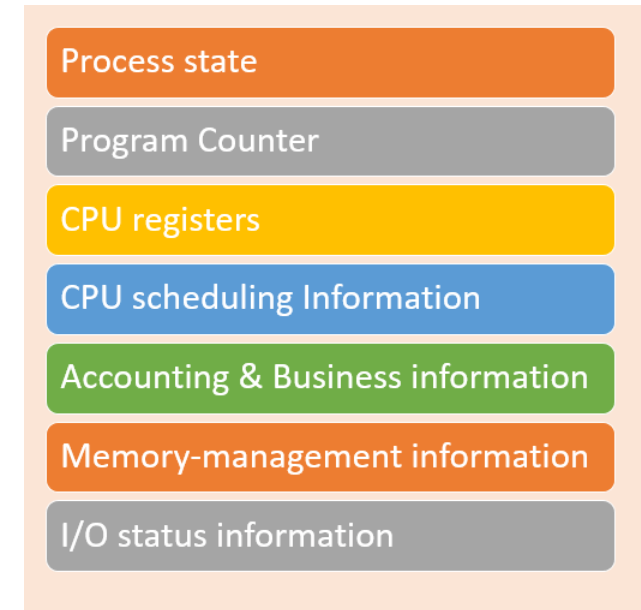 Process state
Program Counter
CPU registers
CPU scheduling Information
Accounting & Business information
Memory-management information
I/O status information